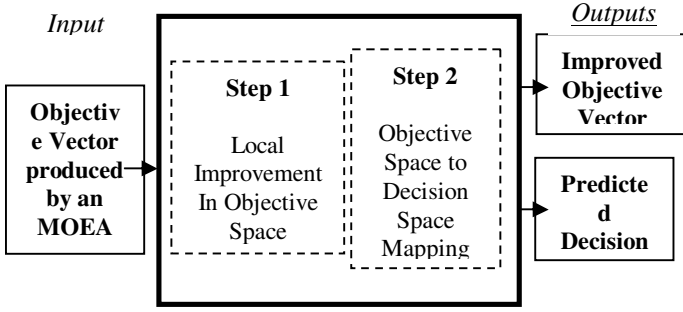 Input
Outputs
Objectiv
e Vector
produced
by an
MOEA
Step 1
Local
Improvement
In Objective
Space
Step 2
Objective
Space to
Decision
Space
Mapping
Improved
Objective
Vector
Predicte
d
Decision